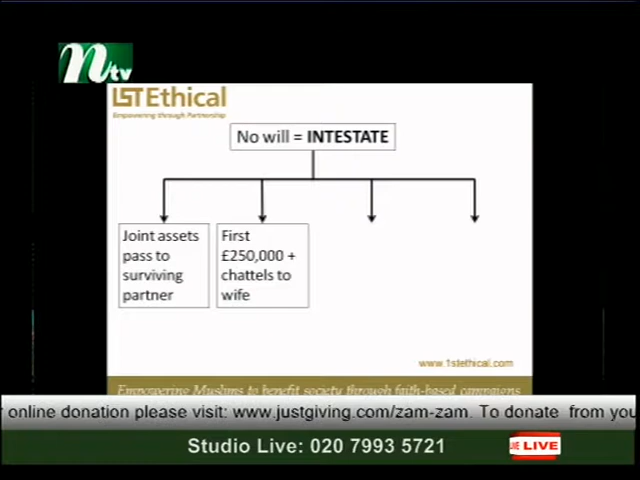 ntv
1STEthical
Empowering through Partnership
No will = INTESTATE
Joint assets
pass to
surviving
partner
First
£250,000 +
chattels to
wife
www.1stethical.com
Empowering Muslims to benefit society through faith-based campaigns
online donation please visit: www.justgiving.com/zam-zam. To donate from you
Studio Live: 020 7993 5721
LIVE